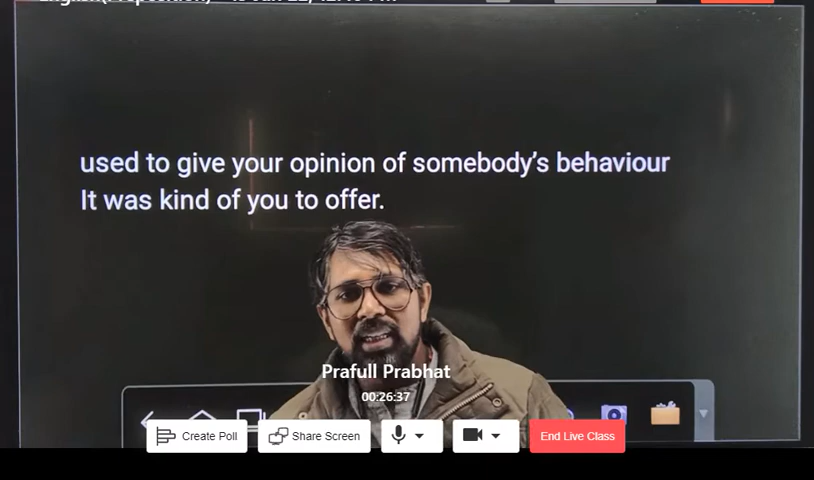 used to give your opinion of somebody's behaviour
It was kind of you to offer.
Prafull Prabhat
00:26:37
Create Poll
Share Screen
End Live Class